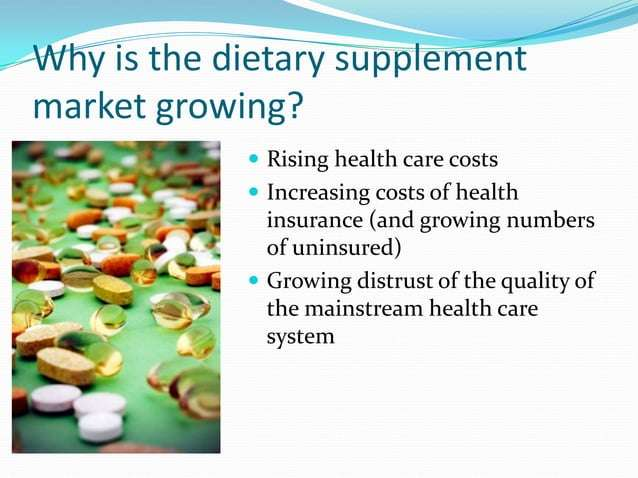 Why is the dietary supplement
market growing?
• Rising health care costs
• Increasing costs of health
insurance (and growing numbers
of uninsured)
• Growing distrust of the quality of
the mainstream health care
system